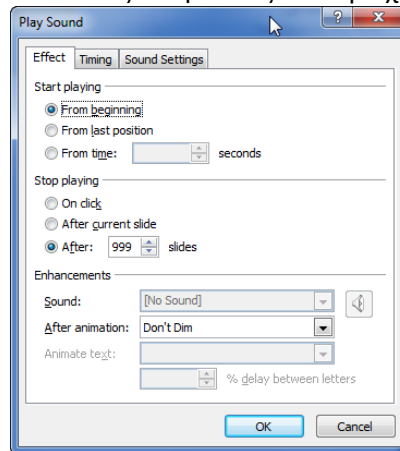 Play Sound
Effect Timing Sound Settings
Start playing
From beginning
From last position
From time: seconds
Stop playing
On click
After current slide
After: 999 slides
Enhancements
Sound: [No Sound]
After animation: Don't Dim
Animate text:
% delay between letters
OK Cancel